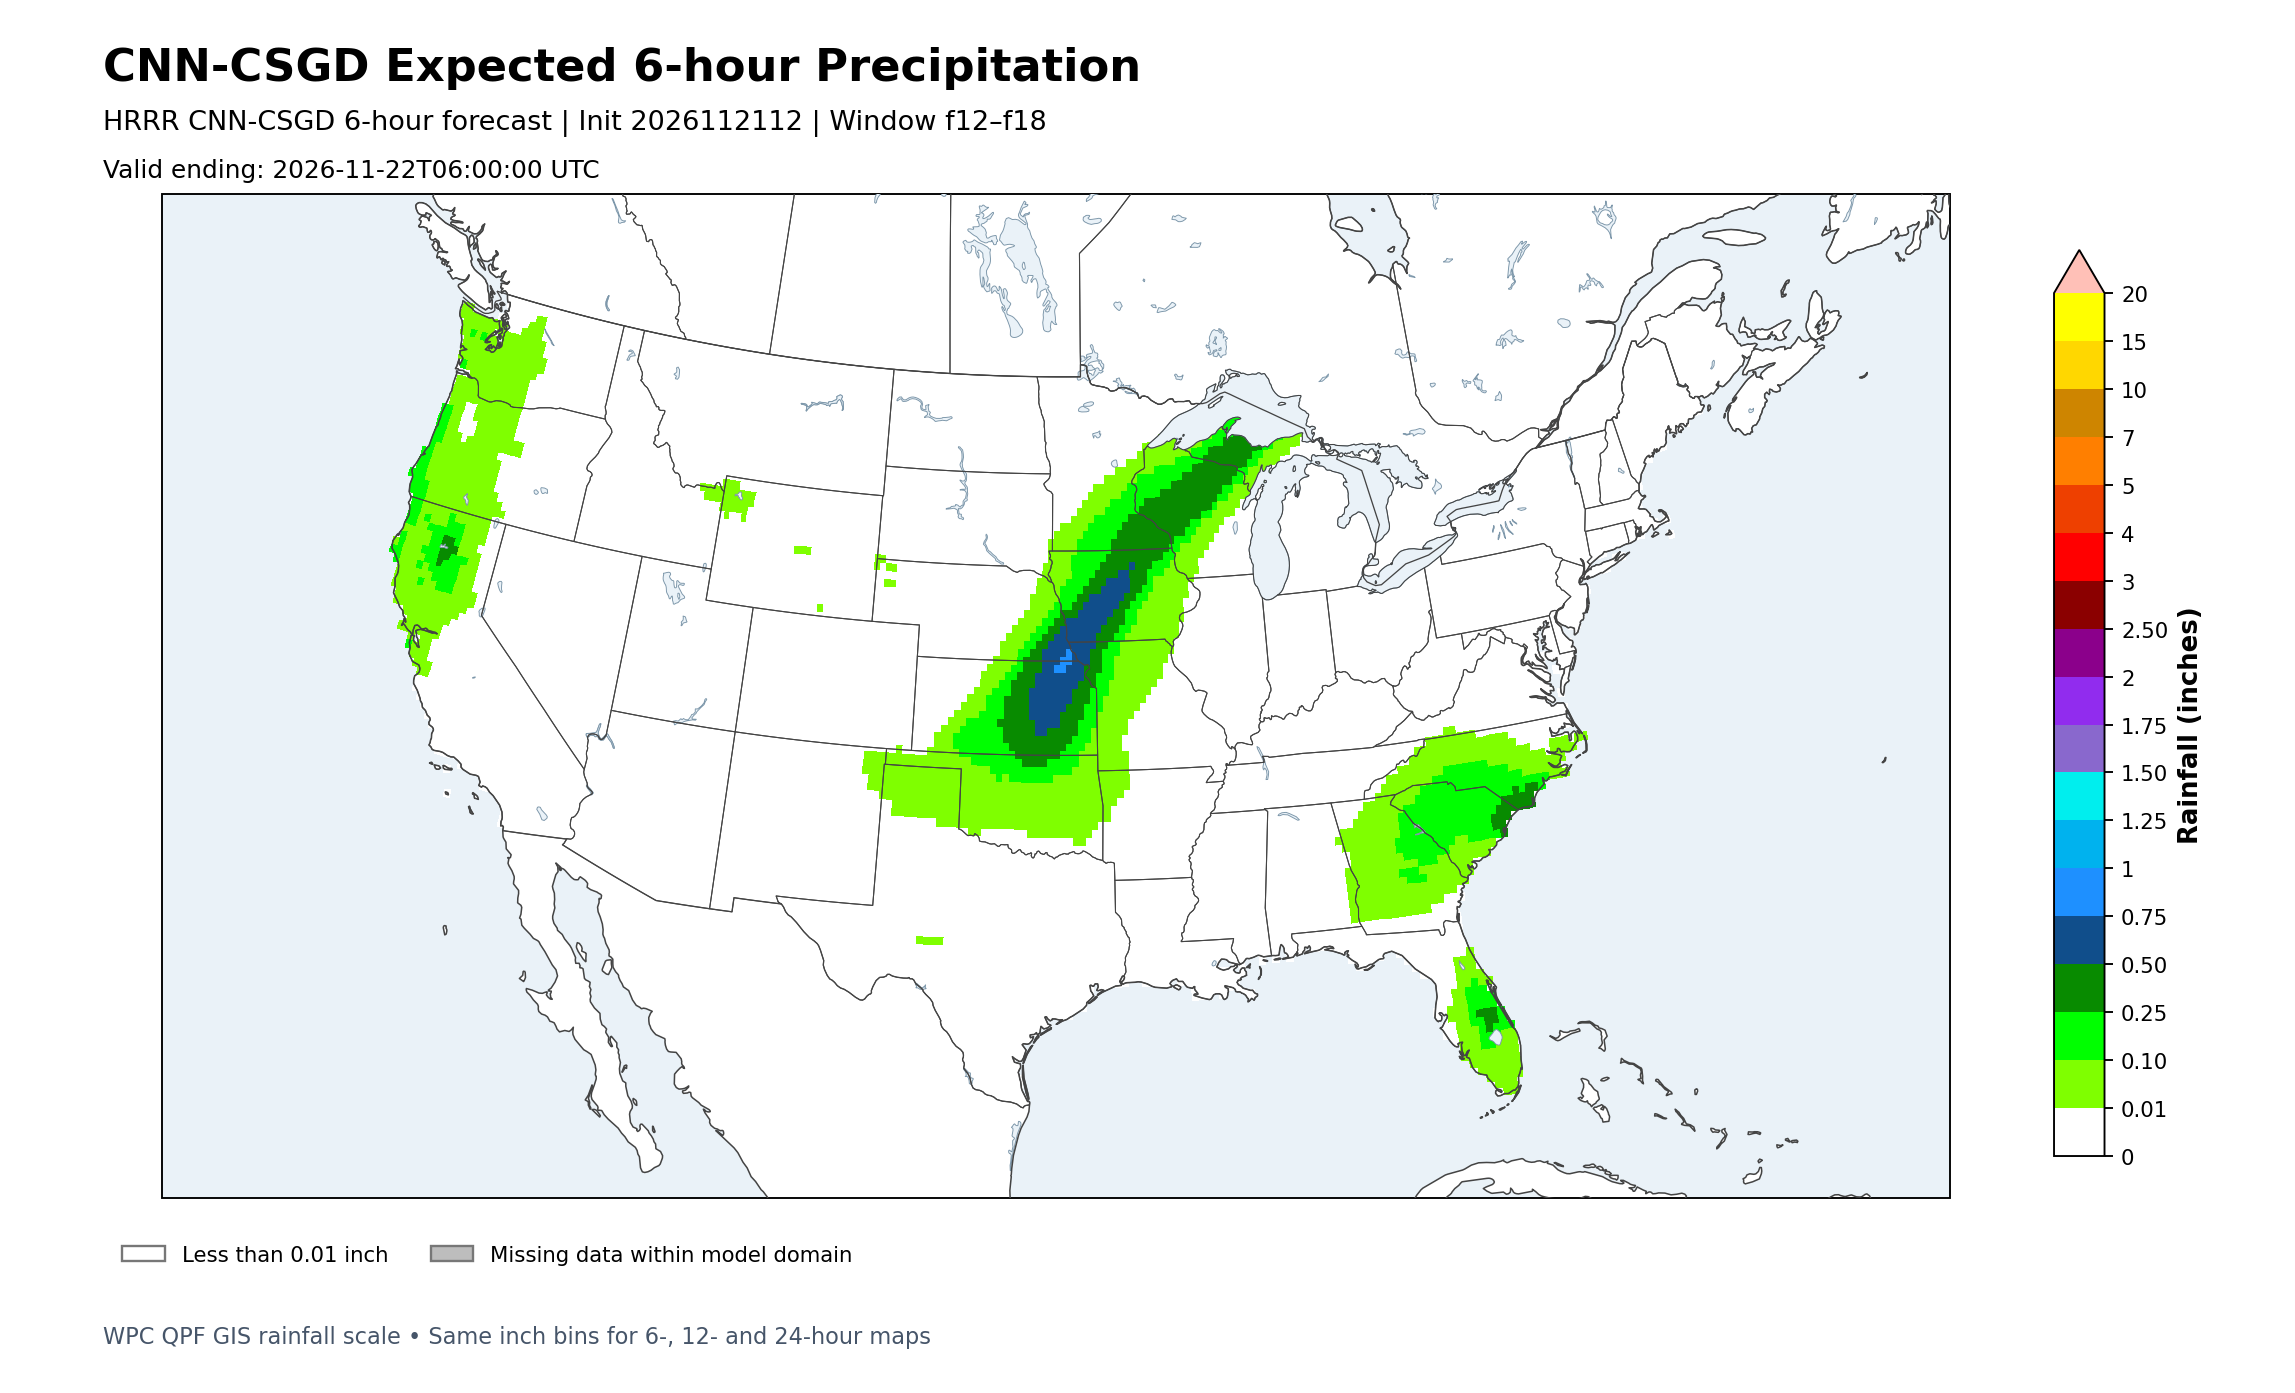 CNN-CSGD Expected 6-hour Precipitation
HRRR CNN-CSGD 6-hour forecast | Init 2026112112 | Window f12–f18
Valid ending: 2026-11-22T06:00:00 UTC
20
15
10
7
5
4
3
2.50
2
1.75
1.50
1.25
1
0.75
0.50
0.25
0.10
0.01
0
Rainfall (inches)
Less than 0.01 inch
Missing data within model domain
WPC QPF GIS rainfall scale • Same inch bins for 6-, 12- and 24-hour maps